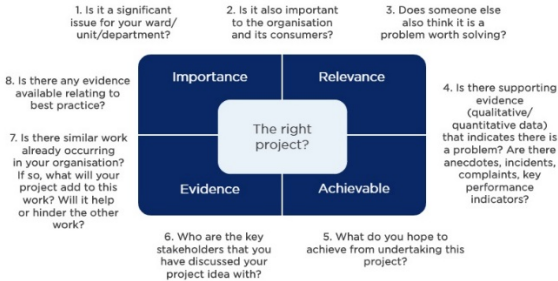 1. Is it a significant
issue for your ward/
unit/department?
2. Is it also important
to the organisation
and its consumers?
3. Does someone else
also think it is a
problem worth solving?
8. Is there any evidence
available relating to
best practice?
Importance
Relevance
4. Is there supporting
evidence
(qualitative/
quantitative data)
that indicates there is
a problem? Are there
anecdotes, incidents,
complaints, key
performance
indicators?
7. Is there similar work
already occurring
in your organisation?
If so, what will your
project add to this
work? Will it help
or hinder the other
work?
The right
project?
Evidence
Achievable
6. Who are the key
stakeholders that you
have discussed your
project idea with?
5. What do you hope to
achieve from undertaking this
project?